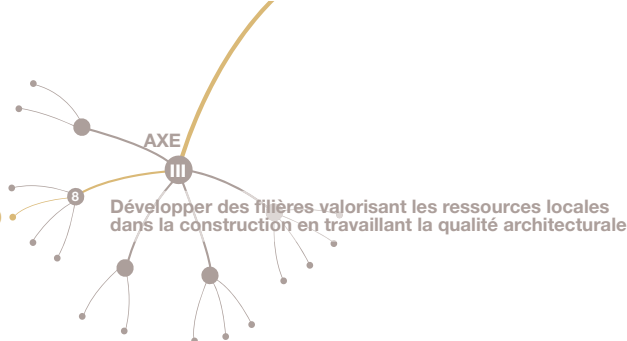 AXE
III
8
Développer des filières valorisant les ressources locales
dans la construction en travaillant la qualité architecturale